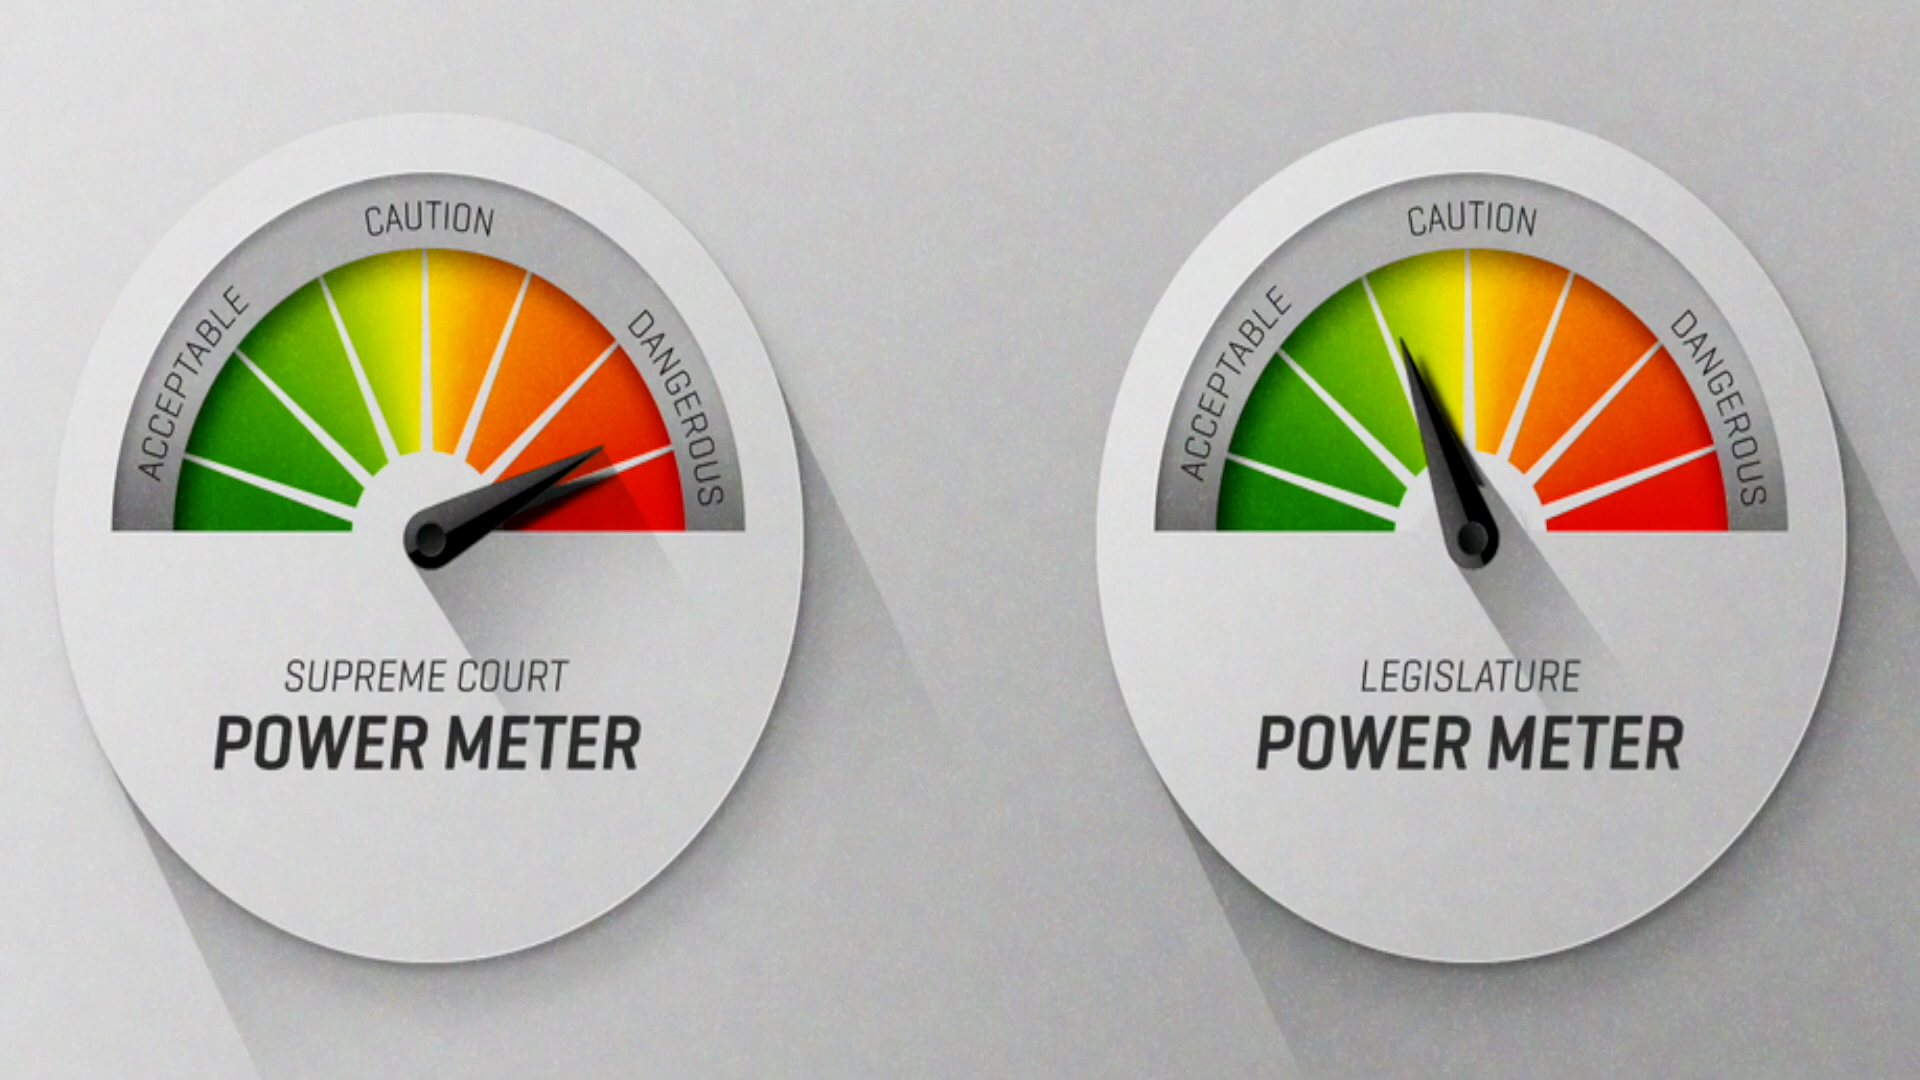 ACCEPTABLE
CAUTION
DANGEROUS
SUPREME COURT
POWER METER
ACCEPTABLE
CAUTION
DANGEROUS
LEGISLATURE
POWER METER